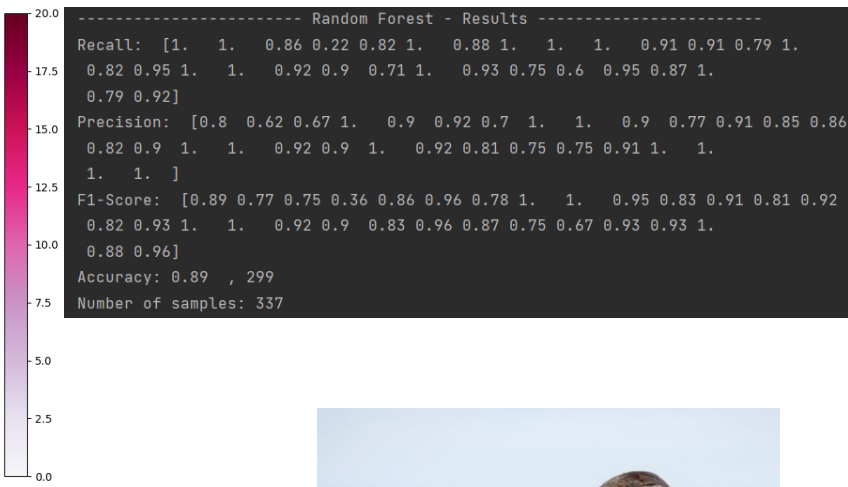 20.0
17.5
15.0
12.5
10.0
7.5
5.0
2.5
0.0
------------------------ Random Forest - Results ------------------------
Recall:  [1.   1.   0.86 0.22 0.82 1.   0.88 1.   1.   1.   0.91 0.91 0.79 1.
0.82 0.95 1.   1.   0.92 0.9  0.71 1.   0.93 0.75 0.6  0.95 0.87 1.
0.79 0.92]
Precision:  [0.8  0.62 0.67 1.   0.9  0.92 0.7  1.   1.   0.9  0.77 0.91 0.85 0.86
0.82 0.9  1.   1.   0.92 0.9  1.   0.92 0.81 0.75 0.75 0.91 1.   1.
1.   1.  ]
F1-Score:  [0.89 0.77 0.75 0.36 0.86 0.96 0.78 1.   1.   0.95 0.83 0.91 0.81 0.92
0.82 0.93 1.   1.   0.92 0.9  0.83 0.96 0.87 0.75 0.67 0.93 0.93 1.
0.88 0.96]
Accuracy: 0.89  , 299
Number of samples: 337